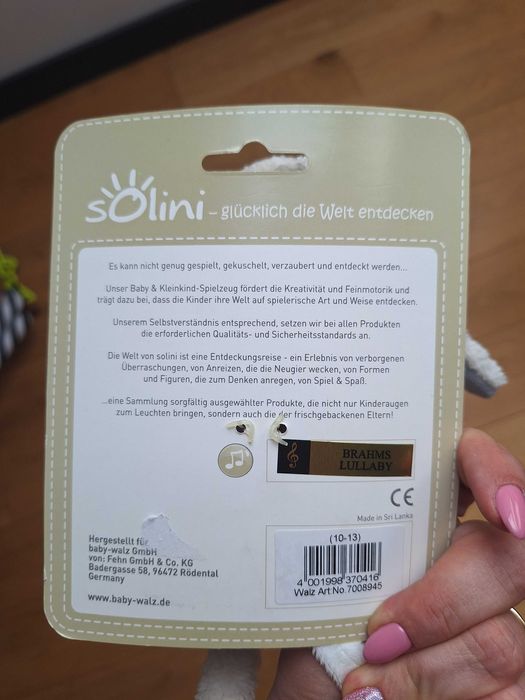 sOlini – glücklich die Welt entdecken
Es kann nicht genug gespielt, gekuschelt, verzaubert und entdeckt werden...
Unser Baby & Kleinkind-Spielzeug fördert die Kreativität und Feinmotorik und
trägt dazu bei, dass die Kinder ihre Welt auf spielerische Art und Weise entdecken.
Unserem Selbstverständnis entsprechend, setzen wir bei allen Produkten
die erforderlichen Qualitäts- und Sicherheitsstandards an.
Die Welt von solini ist eine Entdeckungsreise - ein Erlebnis von verborgenen
Überraschungen, von Anreizen, die die Neugier wecken, von Formen
und Figuren, die zum Denken anregen, von Spiel & Spaß.
...eine Sammlung sorgfältig ausgewählter Produkte, die nicht nur Kinderaugen
zum Leuchten bringen, sondern auch die der frischgebackenen Eltern!
BRAHMS
LULLABY
CE
Made in Sri Lanka
Hergestellt für
baby-walz GmbH
von: Fehn GmbH & Co. KG
Badergasse 58, 96472 Rödental
Germany
www.baby-walz.de
(10-13)
4 001998 370416
Walz Art.No.7008945